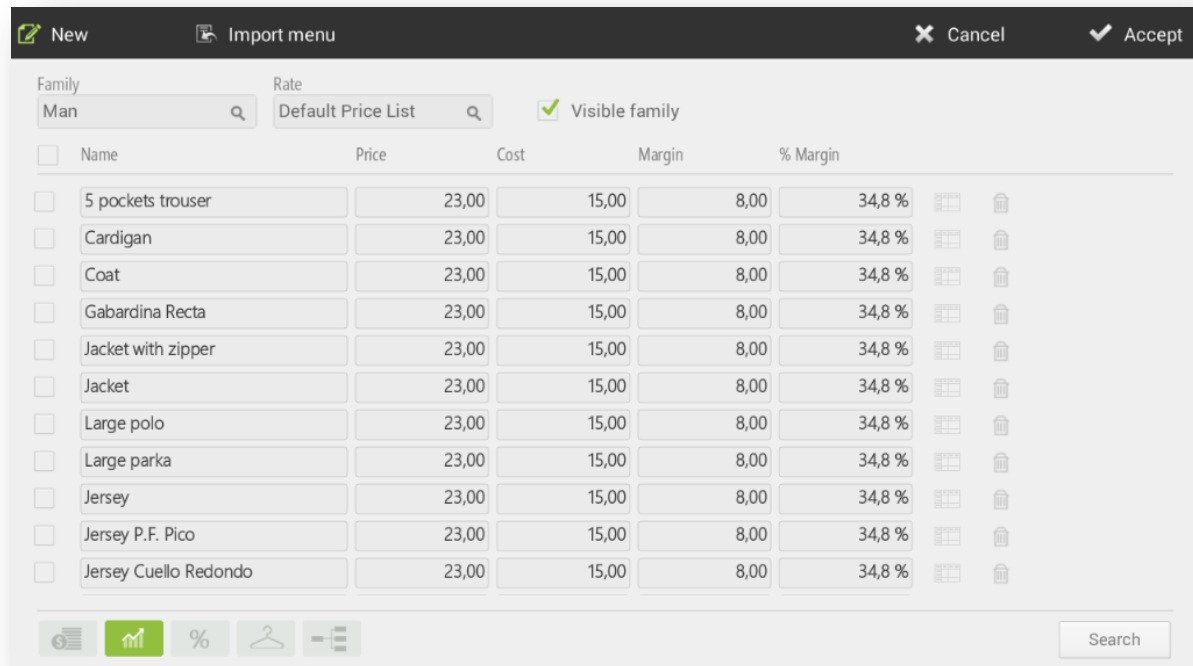 New Import menu Cancel Accept
Family Rate
Man Default Price List Visible family
Name Price Cost Margin % Margin
5 pockets trouser 23,00 15,00 8,00 34,8 %
Cardigan 23,00 15,00 8,00 34,8 %
Coat 23,00 15,00 8,00 34,8 %
Gabardina Recta 23,00 15,00 8,00 34,8 %
Jacket with zipper 23,00 15,00 8,00 34,8 %
Jacket 23,00 15,00 8,00 34,8 %
Large polo 23,00 15,00 8,00 34,8 %
Large parka 23,00 15,00 8,00 34,8 %
Jersey 23,00 15,00 8,00 34,8 %
Jersey P.F. Pico 23,00 15,00 8,00 34,8 %
Jersey Cuello Redondo 23,00 15,00 8,00 34,8 %
% Search